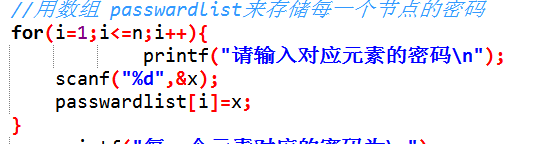 //用数组 passwardlist来存储每一个节点的密码
for(i=1;i<=n;i++){
printf("请输入对应元素的密码\n");
scanf("%d",&x);
passwardlist[i]=x;
}